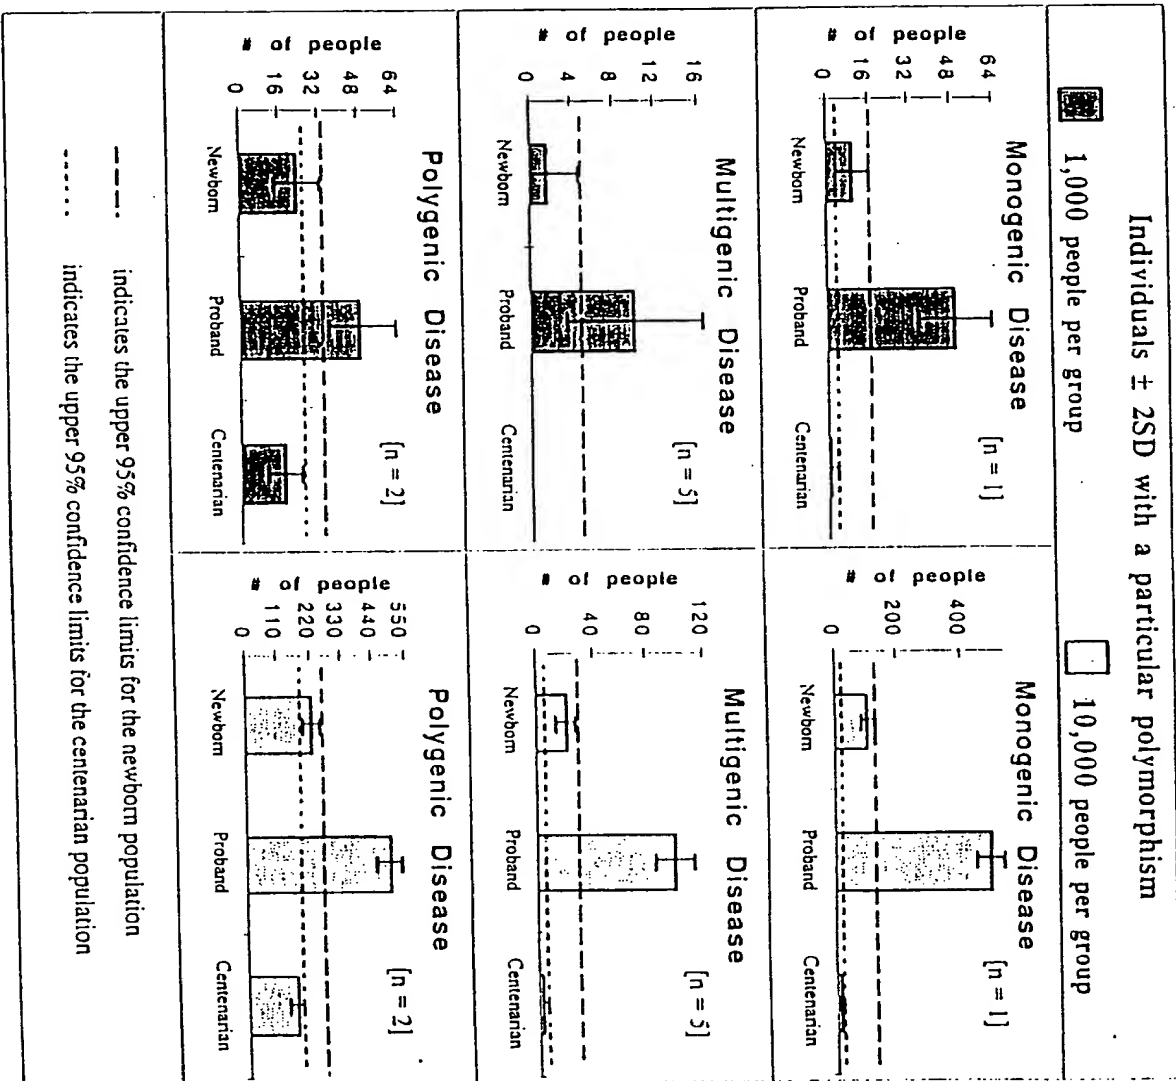 Individuals ± 2SD with a particular polymorphism
1,000 people per group
10,000 people per group
Monogenic Disease
[n = 1]
# of people
0 16 32 48 64
Newborn Proband Centenarian
Monogenic Disease
[n = 1]
# of people
0 200 400
Newborn Proband Centenarian
Multigenic Disease
[n = 5]
# of people
0 4 8 12 16
Newborn Proband Centenarian
Multigenic Disease
[n = 5]
# of people
0 40 80 120
Newborn Proband Centenarian
Polygenic Disease
[n = 2]
# of people
0 16 32 48 64
Newborn Proband Centenarian
Polygenic Disease
[n = 2]
# of people
0 110 220 330 440 550
Newborn Proband Centenarian
indicates the upper 95% confidence limits for the newborn population
indicates the upper 95% confidence limits for the centenarian population